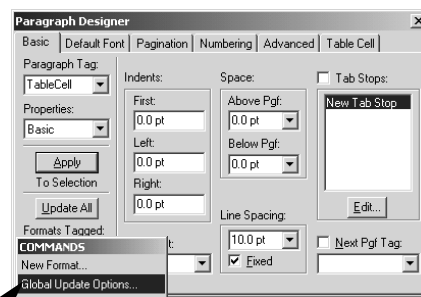 Paragraph Designer
Basic Default Font Pagination Numbering Advanced Table Cell
Paragraph Tag:
TableCell
Properties:
Basic
Apply
To Selection
Update All
Formats Tagged:
Indents:
First:
0.0 pt
Left:
0.0 pt
Right:
0.0 pt
Space:
Above Pgf:
0.0 pt
Below Pgf:
0.0 pt
Line Spacing:
10.0 pt
Fixed
Tab Stops:
New Tab Stop
Edit...
Next Pgf Tag:
COMMANDS
New Format...
Global Update Options...